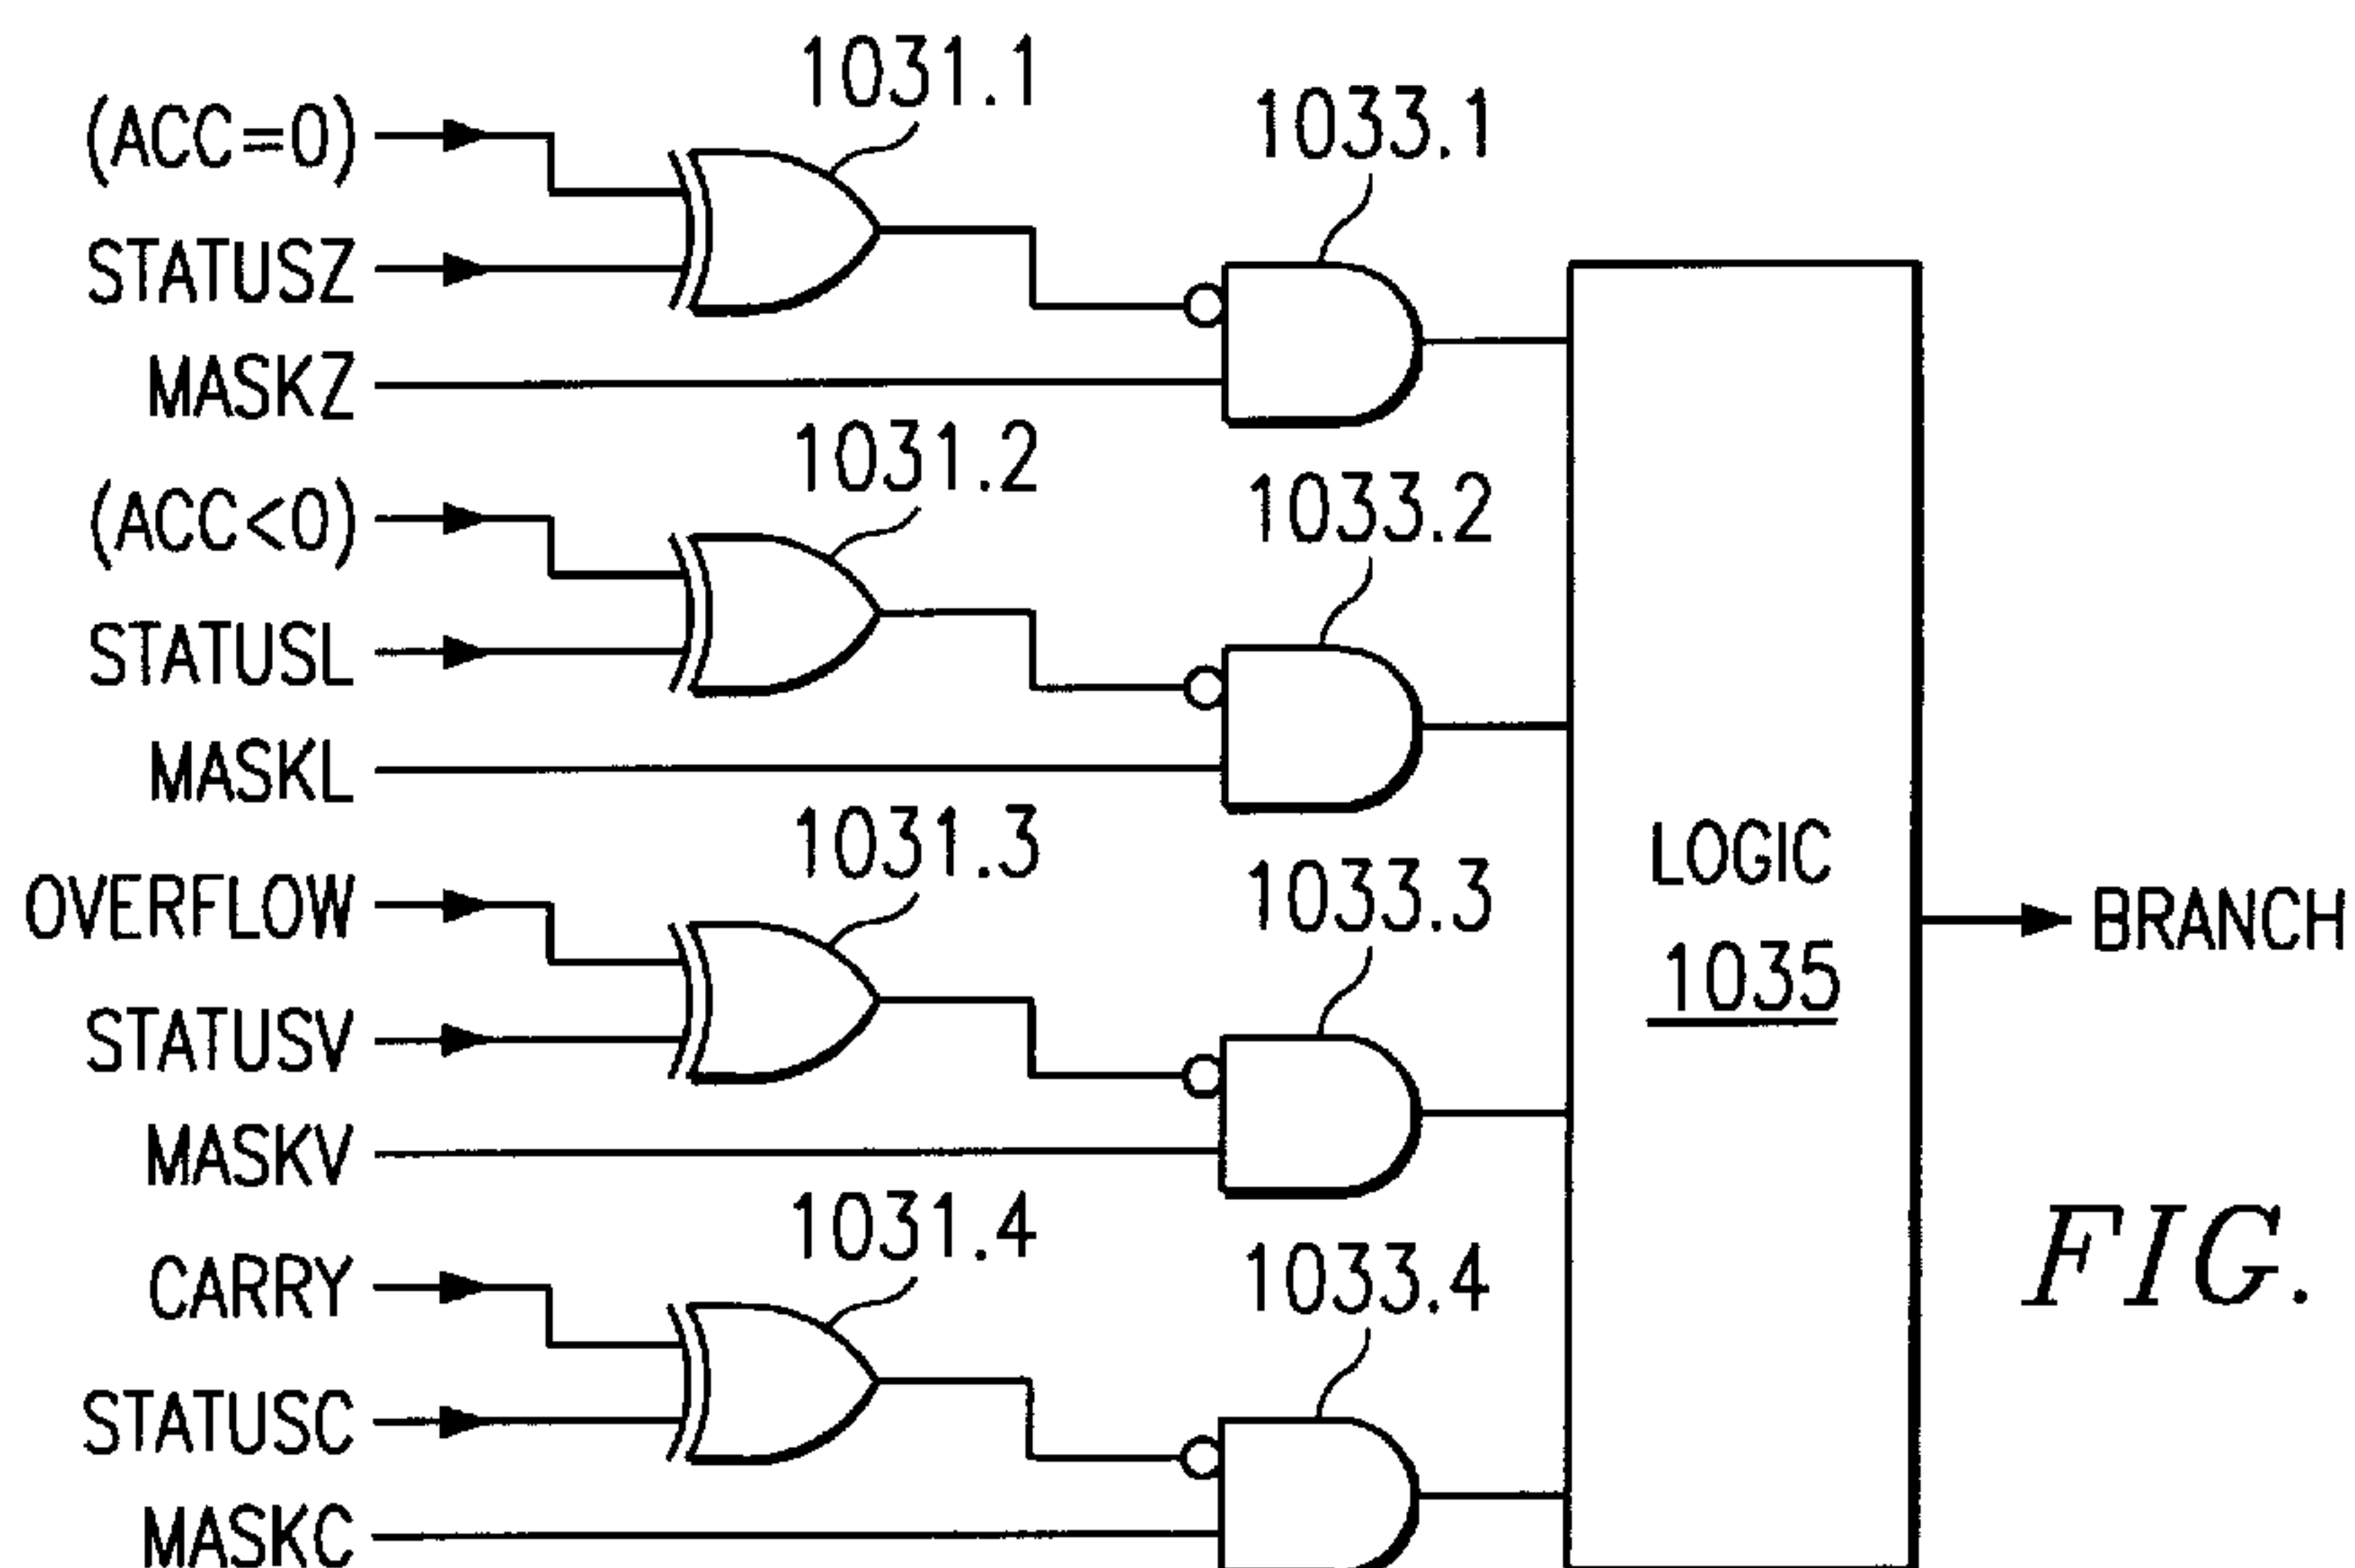 1031.1
1033.1
(ACC=0)
STATUSZ
MASKZ
1031.2
1033.2
(ACC<0)
STATUSL
MASKL
1031.3
1033.3
LOGIC
1035
BRANCH
OVERFLOW
STATUSV
MASKV
1031.4
1033.4
FIG.
CARRY
STATUSC
MASKC